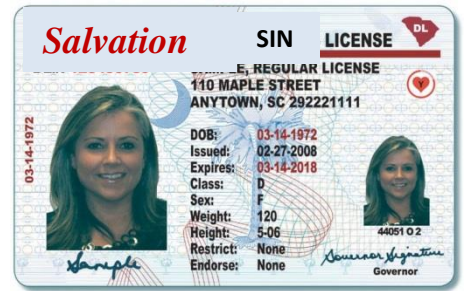 Salvation SIN LICENSE DL
E, REGULAR LICENSE
110 MAPLE STREET
ANYTOWN, SC 292221111
Y
03-14-1972
DOB: 03-14-1972
Issued: 02-27-2008
Expires: 03-14-2018
Class: D
Sex: F
Weight: 120
Height: 5-06
Restrict: None
Endorse: None
44051 O 2
Sample
Governor Signature
Governor